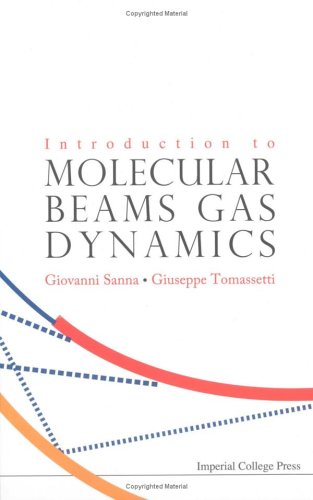 Copyrighted Material
Introduction to
MOLECULAR
BEAMS GAS
DYNAMICS
Giovanni Sanna • Giuseppe Tomassetti
Imperial College Press
Copyrighted Material